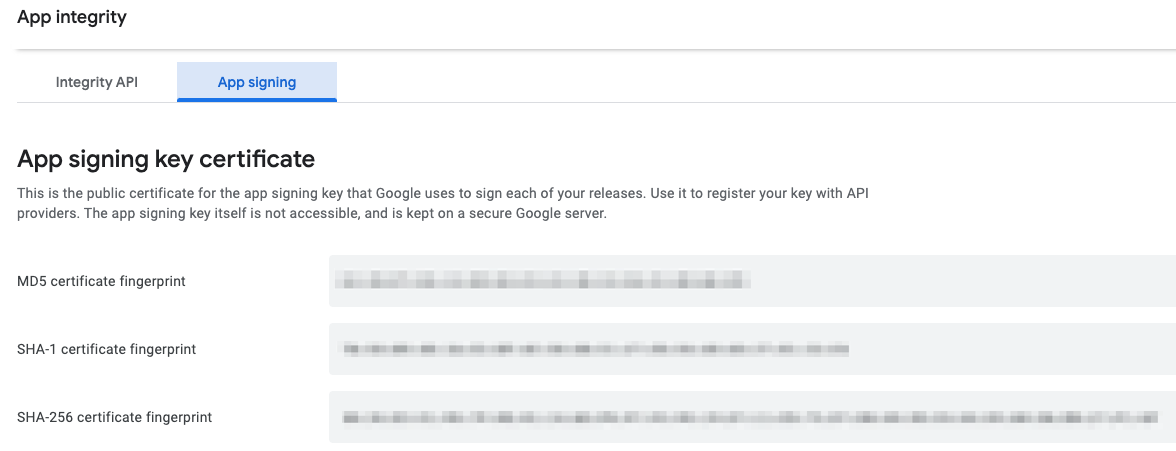 App integrity
Integrity API
App signing
App signing key certificate
This is the public certificate for the app signing key that Google uses to sign each of your releases. Use it to register your key with API
providers. The app signing key itself is not accessible, and is kept on a secure Google server.
MD5 certificate fingerprint
SHA-1 certificate fingerprint
SHA-256 certificate fingerprint